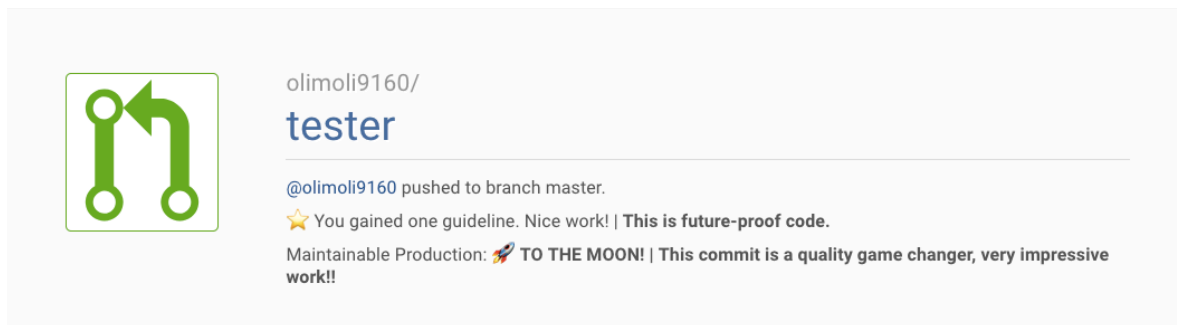 olimoli9160/
tester
@olimoli9160 pushed to branch master.
⭐ You gained one guideline. Nice work! | This is future-proof code.
Maintainable Production: 🚀 TO THE MOON! | This commit is a quality game changer, very impressive
work!!